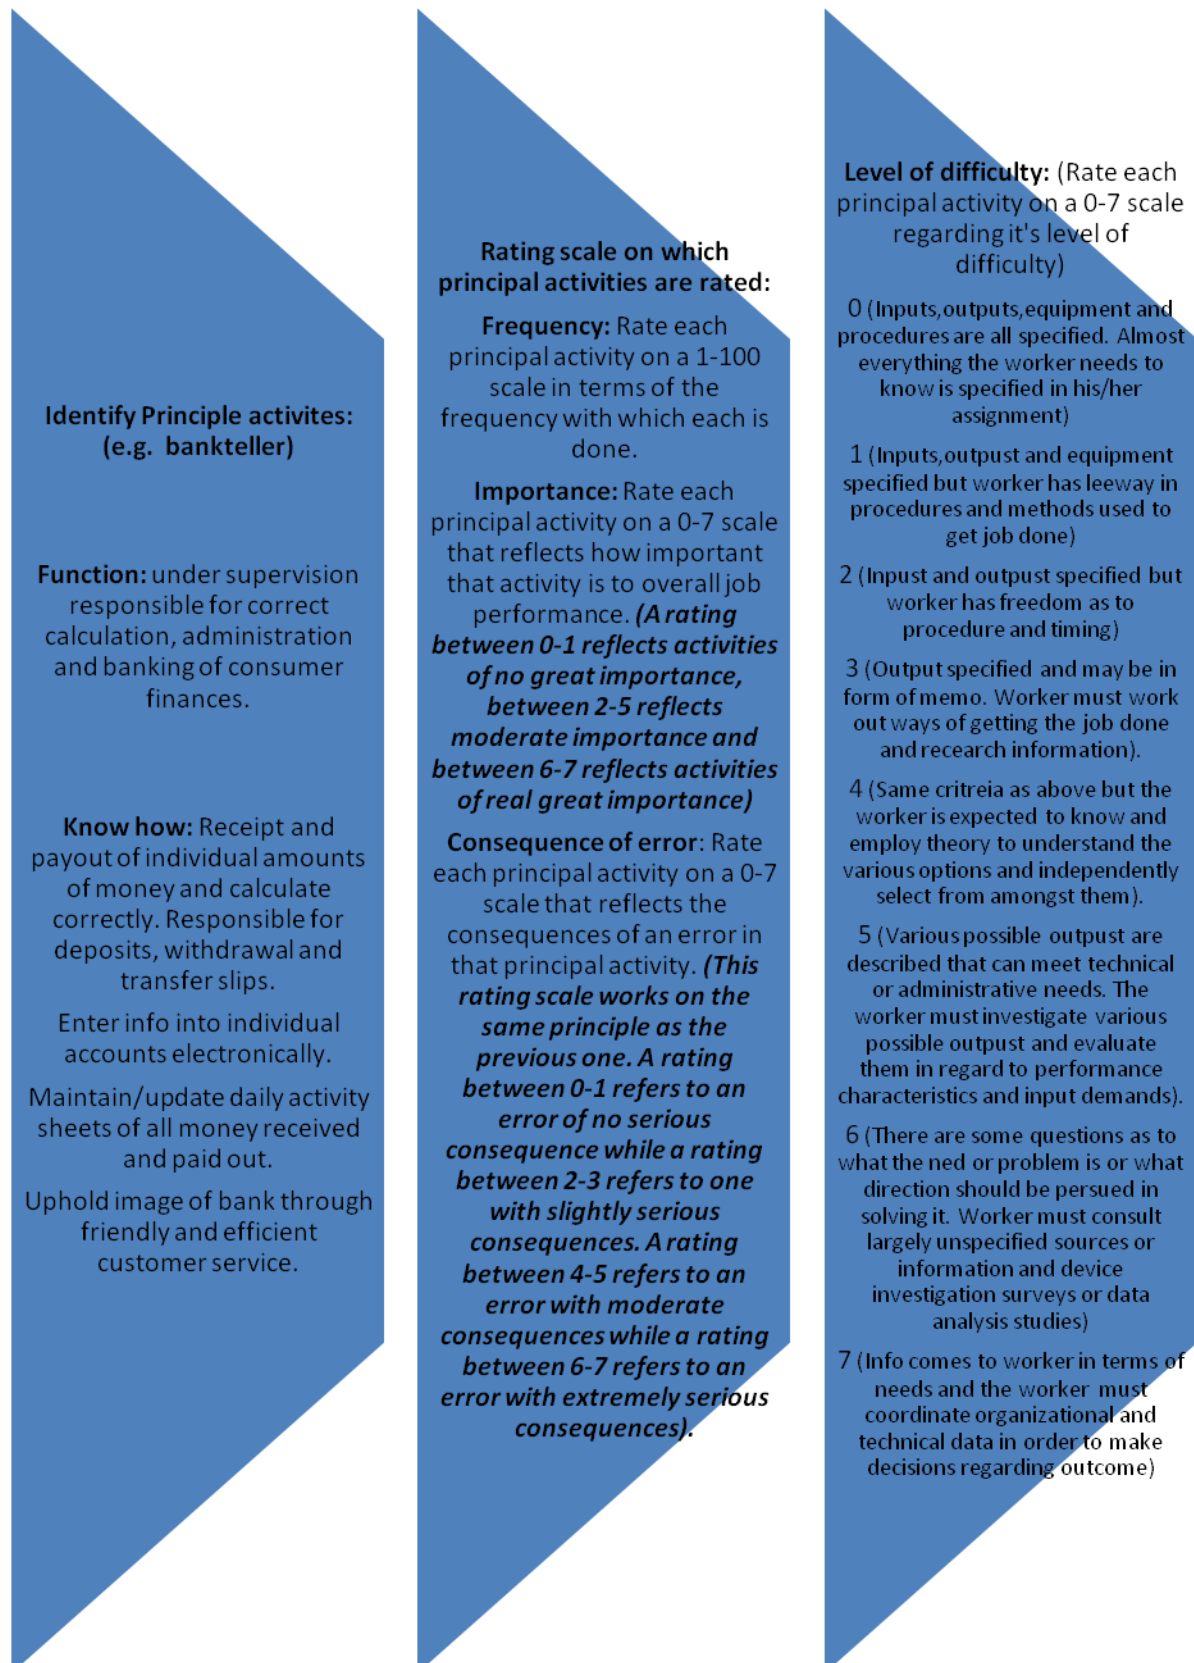 Identify Principle activites:
(e.g. bankteller)
Function: under supervision
responsible for correct
calculation, administration
and banking of consumer
finances.
Know how: Receipt and
payout of individual amounts
of money and calculate
correctly. Responsible for
deposits, withdrawal and
transfer slips.
Enter info into individual
accounts electronically.
Maintain/update daily activity
sheets of all money received
and paid out.
Uphold image of bank through
friendly and efficient
customer service.
Rating scale on which
principal activities are rated:
Frequency: Rate each
principal activity on a 1-100
scale in terms of the
frequency with which each is
done.
Importance: Rate each
principal activity on a 0-7 scale
that reflects how important
that activity is to overall job
performance. (A rating
between 0-1 reflects activities
of no great importance,
between 2-5 reflects
moderate importance and
between 6-7 reflects activities
of real great importance)
Consequence of error: Rate
each principal activity on a 0-7
scale that reflects the
consequences of an error in
that principal activity. (This
rating scale works on the
same principle as the
previous one. A rating
between 0-1 refers to an
error of no serious
consequence while a rating
between 2-3 refers to one
with slightly serious
consequences. A rating
between 4-5 refers to an
error with moderate
consequences while a rating
between 6-7 refers to an
error with extremely serious
consequences).
Level of difficulty: (Rate each
principal activity on a 0-7 scale
regarding it's level of
difficulty)
0 (Inputs,outputs,equipment and
procedures are all specified. Almost
everything the worker needs to
know is specified in his/her
assignment)
1 (Inputs,outpust and equipment
specified but worker has leeway in
procedures and methods used to
get job done)
2 (Inpust and outpust specified but
worker has freedom as to
procedure and timing)
3 (Output specified and may be in
form of memo. Worker must work
out ways of getting the job done
and recearch information).
4 (Same critreia as above but the
worker is expected to know and
employ theory to understand the
various options and independently
select from amongst them).
5 (Various possible outpust are
described that can meet technical
or administrative needs. The
worker must investigate various
possible outpust and evaluate
them in regard to performance
characteristics and input demands).
6 (There are some questions as to
what the ned or problem is or what
direction should be persued in
solving it. Worker must consult
largely unspecified sources or
information and device
investigation surveys or data
analysis studies)
7 (Info comes to worker in terms of
needs and the worker must
coordinate organizational and
technical data in order to make
decisions regarding outcome)